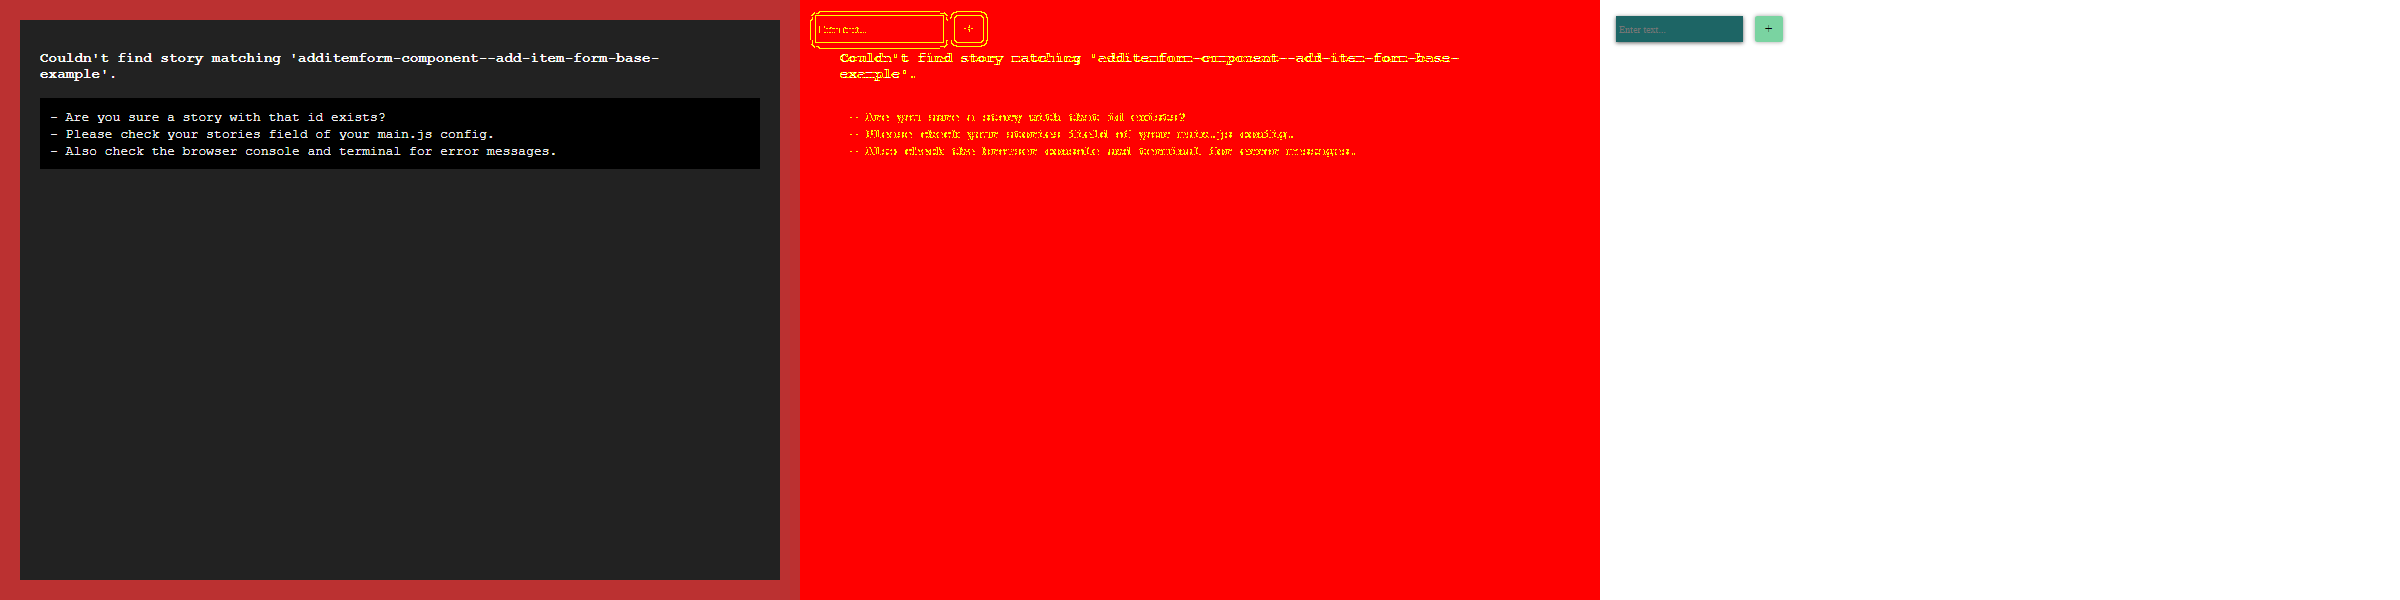 Couldn't find story matching 'additemform-component--add-item-form-base-
example'.
- Are you sure a story with that id exists?
- Please check your stories field of your main.js config.
- Also check the browser console and terminal for error messages.
Enter text...
+
Couldn't find story matching 'additemform-component--add-item-form-base-
example'.
- Are you sure a story with that id exists?
- Please check your stories field of your main.js config.
- Also check the browser console and terminal for error messages.
Enter text...
+